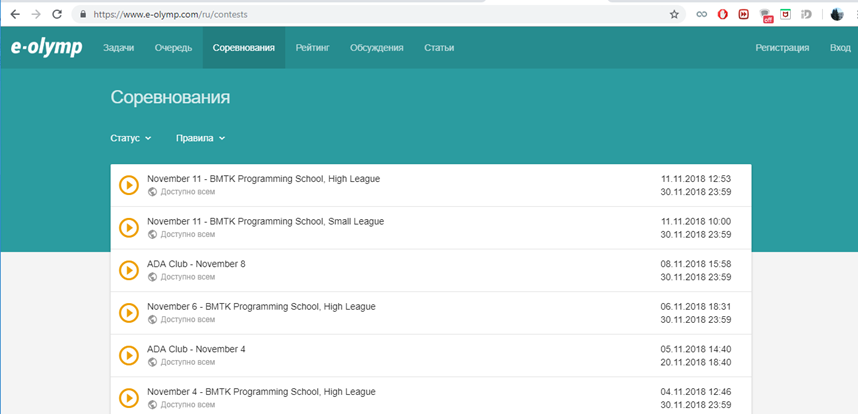 https://www.e-olymp.com/ru/contests
off
e-olymp Задачи Очередь Соревнования Рейтинг Обсуждения Статьи Регистрация Вход
Соревнования
Статус Правила
November 11 - BMTK Programming School, High League 11.11.2018 12:53
Доступно всем 30.11.2018 23:59
November 11 - BMTK Programming School, Small League 11.11.2018 10:00
Доступно всем 30.11.2018 23:59
ADA Club - November 8 08.11.2018 15:58
Доступно всем 30.11.2018 23:59
November 6 - BMTK Programming School, High League 06.11.2018 18:31
Доступно всем 30.11.2018 23:59
ADA Club - November 4 05.11.2018 14:40
Доступно всем 20.11.2018 18:40
November 4 - BMTK Programming School, High League 04.11.2018 12:46
Доступно всем 30.11.2018 23:59